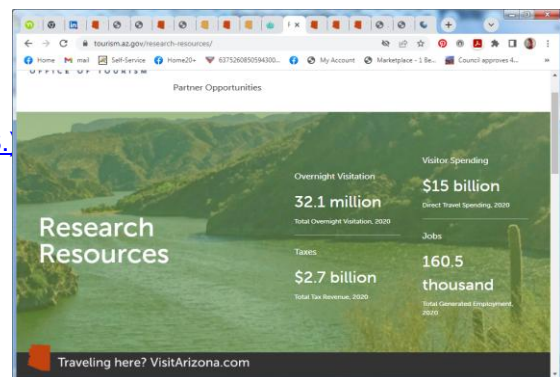 tourism.az.gov/research-resources/
Home
mail
Self-Service
Home20+
6375260850594300...
My Account
Marketplace - 1 Be...
Council approves 4...
OFFICE OF TOURISM
Partner Opportunities
Research
Resources
Overnight Visitation
32.1 million
Total Overnight Visitation, 2020
Taxes
$2.7 billion
Total Tax Revenue, 2020
Visitor Spending
$15 billion
Direct Travel Spending, 2020
Jobs
160.5
thousand
Total Generated Employment,
2020
Traveling here? VisitArizona.com